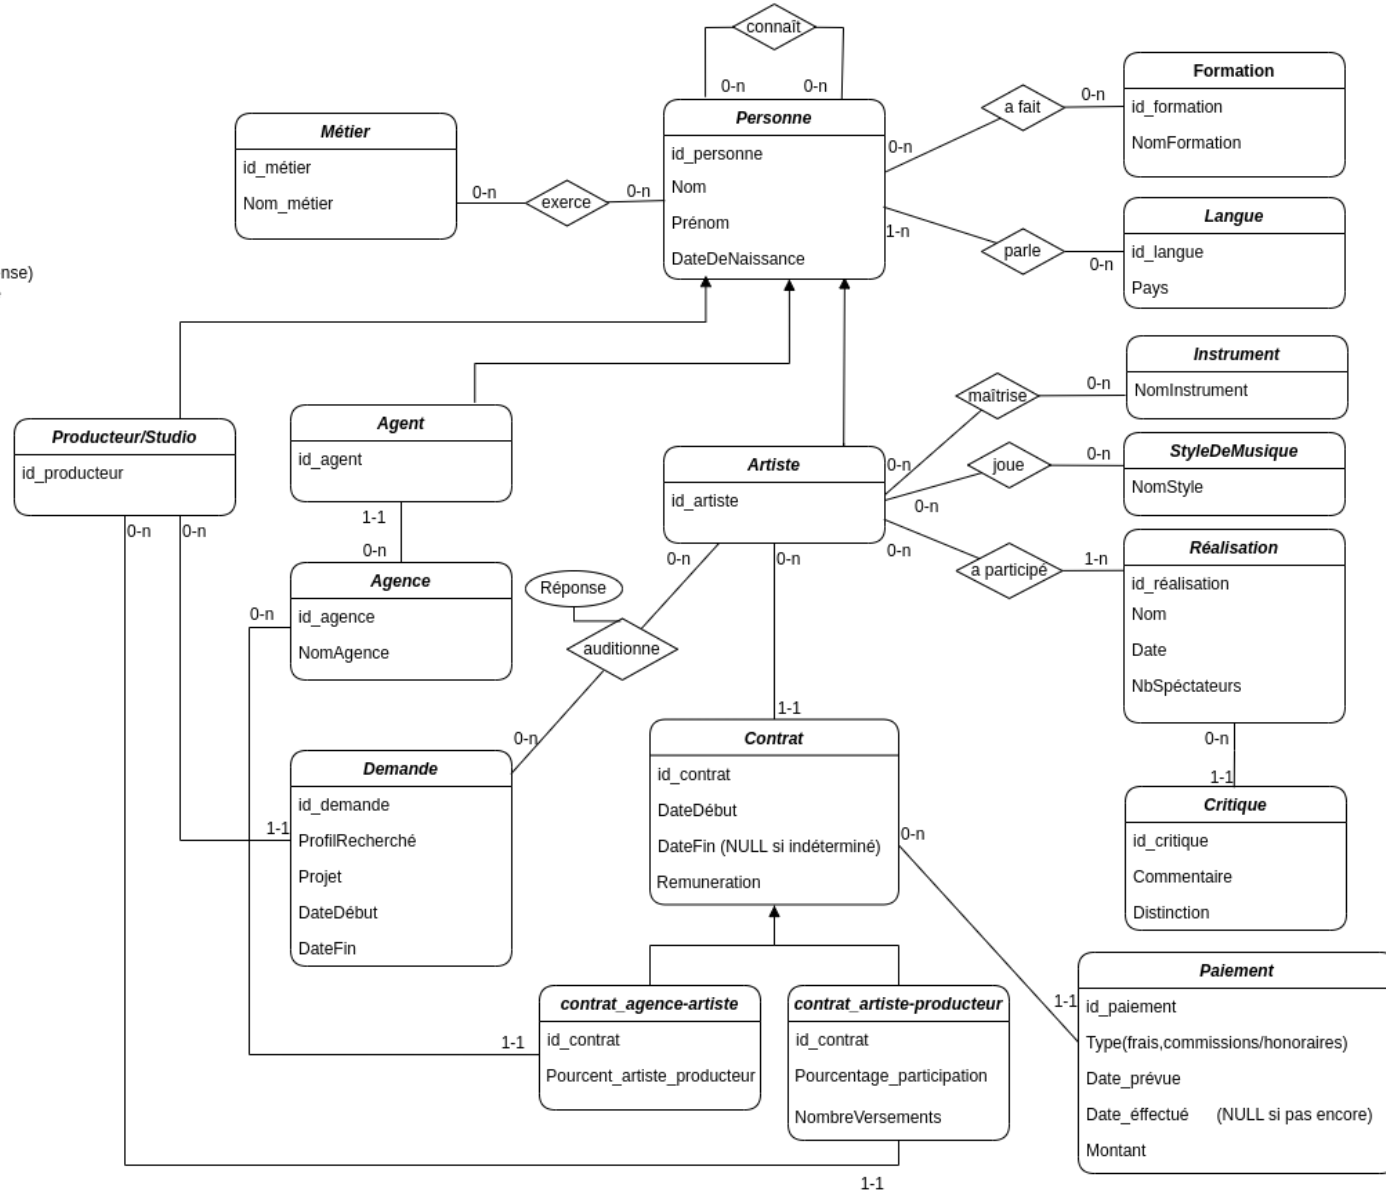 connaît
0-n
0-n
Personne
id_personne
Nom
Prénom
DateDeNaissance
Métier
id_métier
Nom_métier
0-n
exerce
0-n
a fait
0-n
0-n
Formation
id_formation
NomFormation
1-n
parle
0-n
Langue
id_langue
Pays
nse)
Producteur/Studio
id_producteur
0-n
0-n
Agent
id_agent
1-1
0-n
Agence
id_agence
NomAgence
0-n
Artiste
id_artiste
0-n
maîtrise
0-n
Instrument
NomInstrument
joue
0-n
0-n
StyleDeMusique
NomStyle
0-n
a participé
1-n
Réalisation
id_réalisation
Nom
Date
NbSpéctateurs
0-n
1-1
Critique
id_critique
Commentaire
Distinction
0-n
0-n
Réponse
auditionne
0-n
Demande
id_demande
ProfilRecherché
Projet
DateDébut
DateFin
1-1
1-1
Contrat
id_contrat
DateDébut
DateFin (NULL si indéterminé)
Remuneration
0-n
1-1
Paiement
id_paiement
Type(frais,commissions/honoraires)
Date_prévue
Date_éffectué (NULL si pas encore)
Montant
contrat_agence-artiste
id_contrat
Pourcent_artiste_producteur
1-1
contrat_artiste-producteur
id_contrat
Pourcentage_participation
NombreVersements
1-1